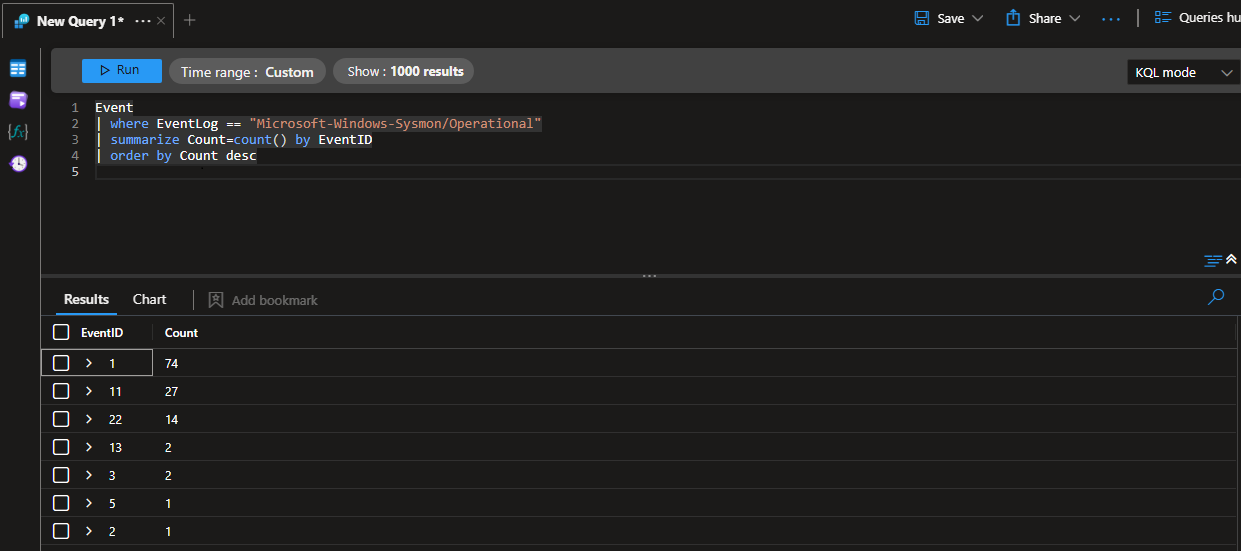 New Query 1* ···
Save
Share
···
Queries hu
Run
Time range : Custom
Show : 1000 results
KQL mode
1 Event
2 | where EventLog == "Microsoft-Windows-Sysmon/Operational"
3 | summarize Count=count() by EventID
4 | order by Count desc
5
Results Chart Add bookmark
EventID Count
1 74
11 27
22 14
13 2
3 2
5 1
2 1